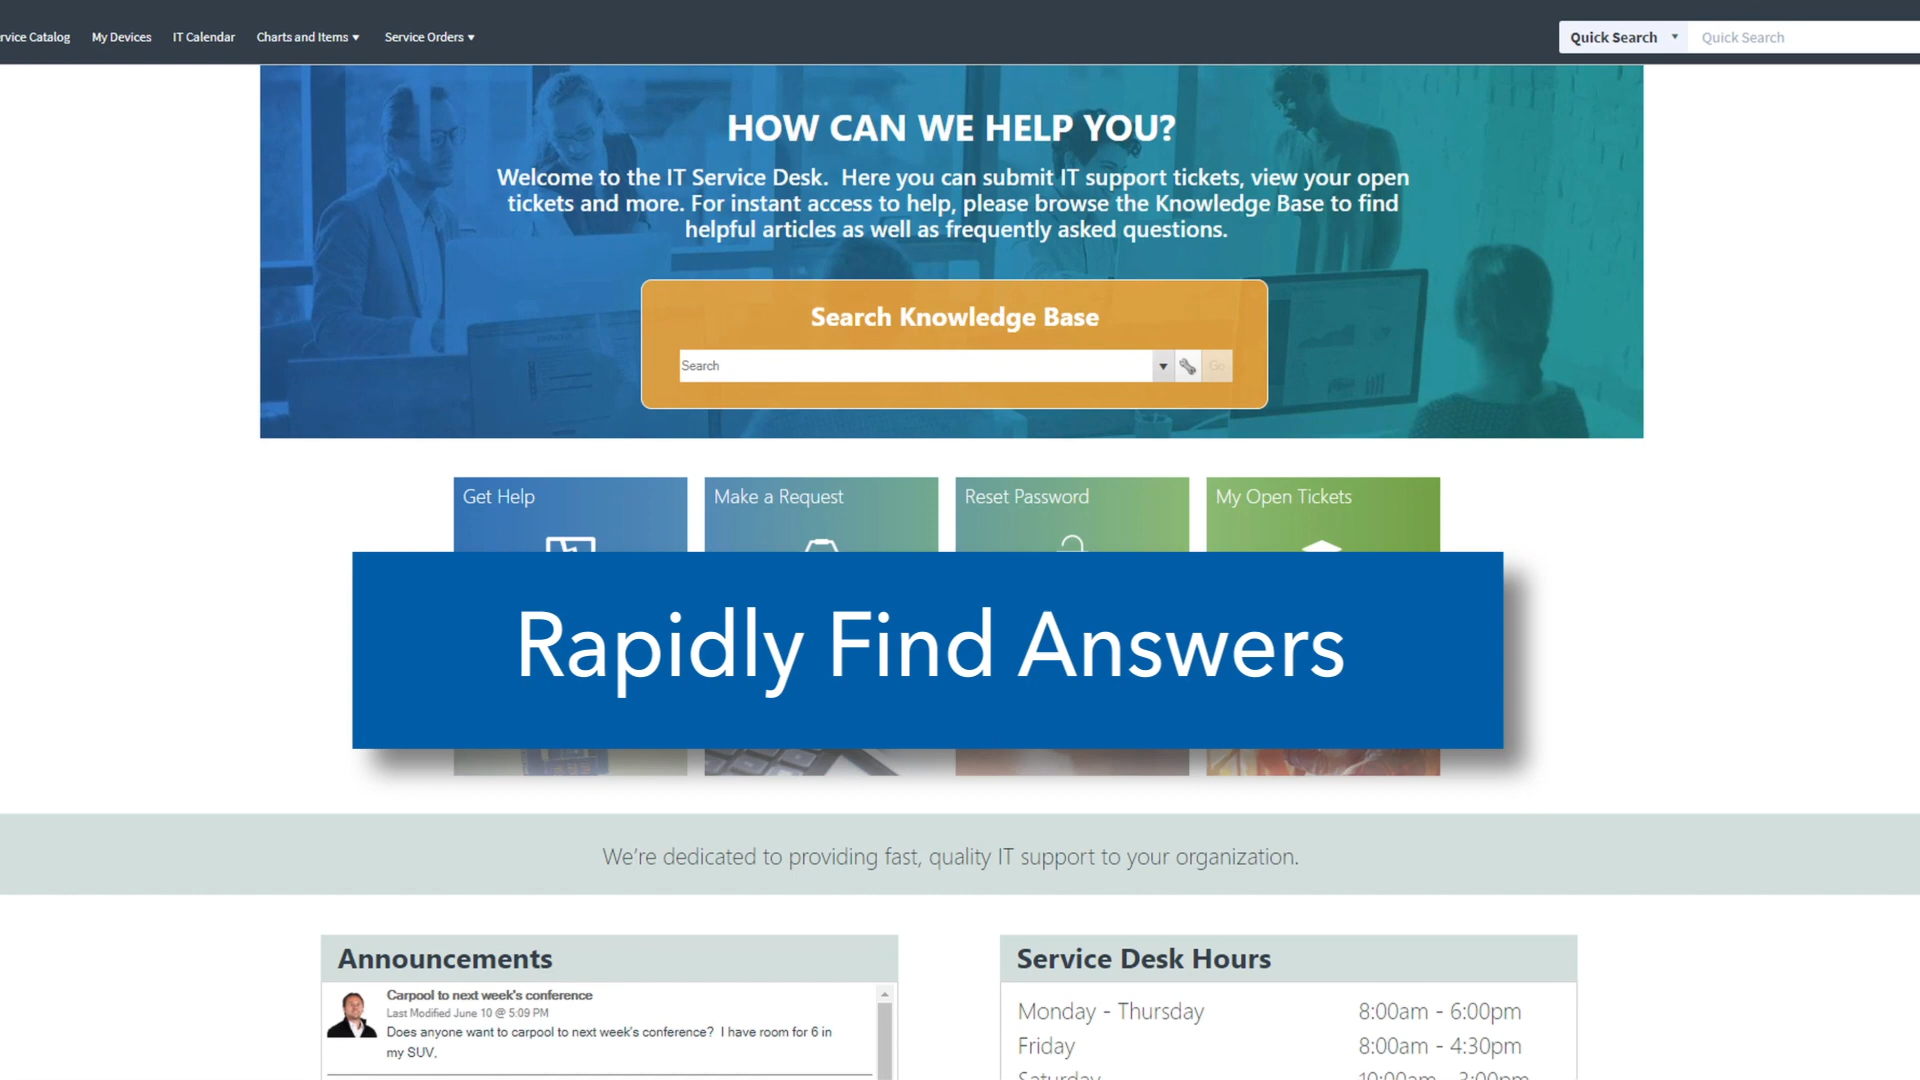 rvice Catalog My Devices IT Calendar Charts and Items Service Orders Quick Search Quick Search
HOW CAN WE HELP YOU?
Welcome to the IT Service Desk. Here you can submit IT support tickets, view your open
tickets and more. For instant access to help, please browse the Knowledge Base to find
helpful articles as well as frequently asked questions.
Search Knowledge Base
Search Go
Get Help Make a Request Reset Password My Open Tickets
Rapidly Find Answers
We're dedicated to providing fast, quality IT support to your organization.
Announcements
Carpool to next week's conference
Last Modified June 10 @ 5:09 PM
Does anyone want to carpool to next week's conference? I have room for 6 in
my SUV,
Service Desk Hours
Monday - Thursday 8:00am - 6:00pm
Friday 8:00am - 4:30pm
Saturday 10:00am - 3:00pm